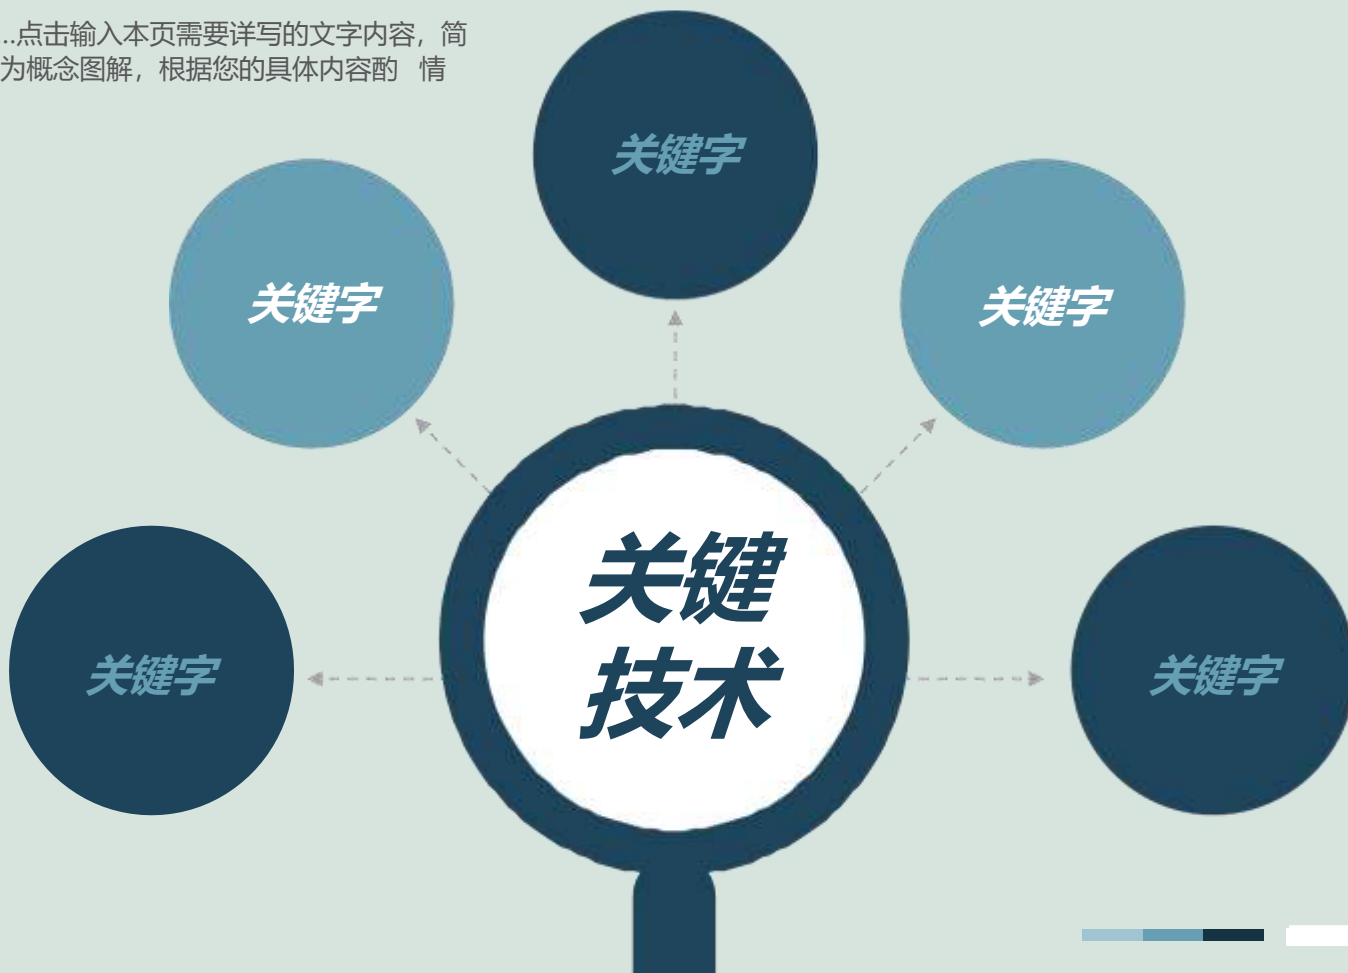 ..点击输入本页需要详写的文字内容，简
为概念图解，根据您的具体内容酌 情
关键字
关键字
关键字
关键
技术
关键字
关键字